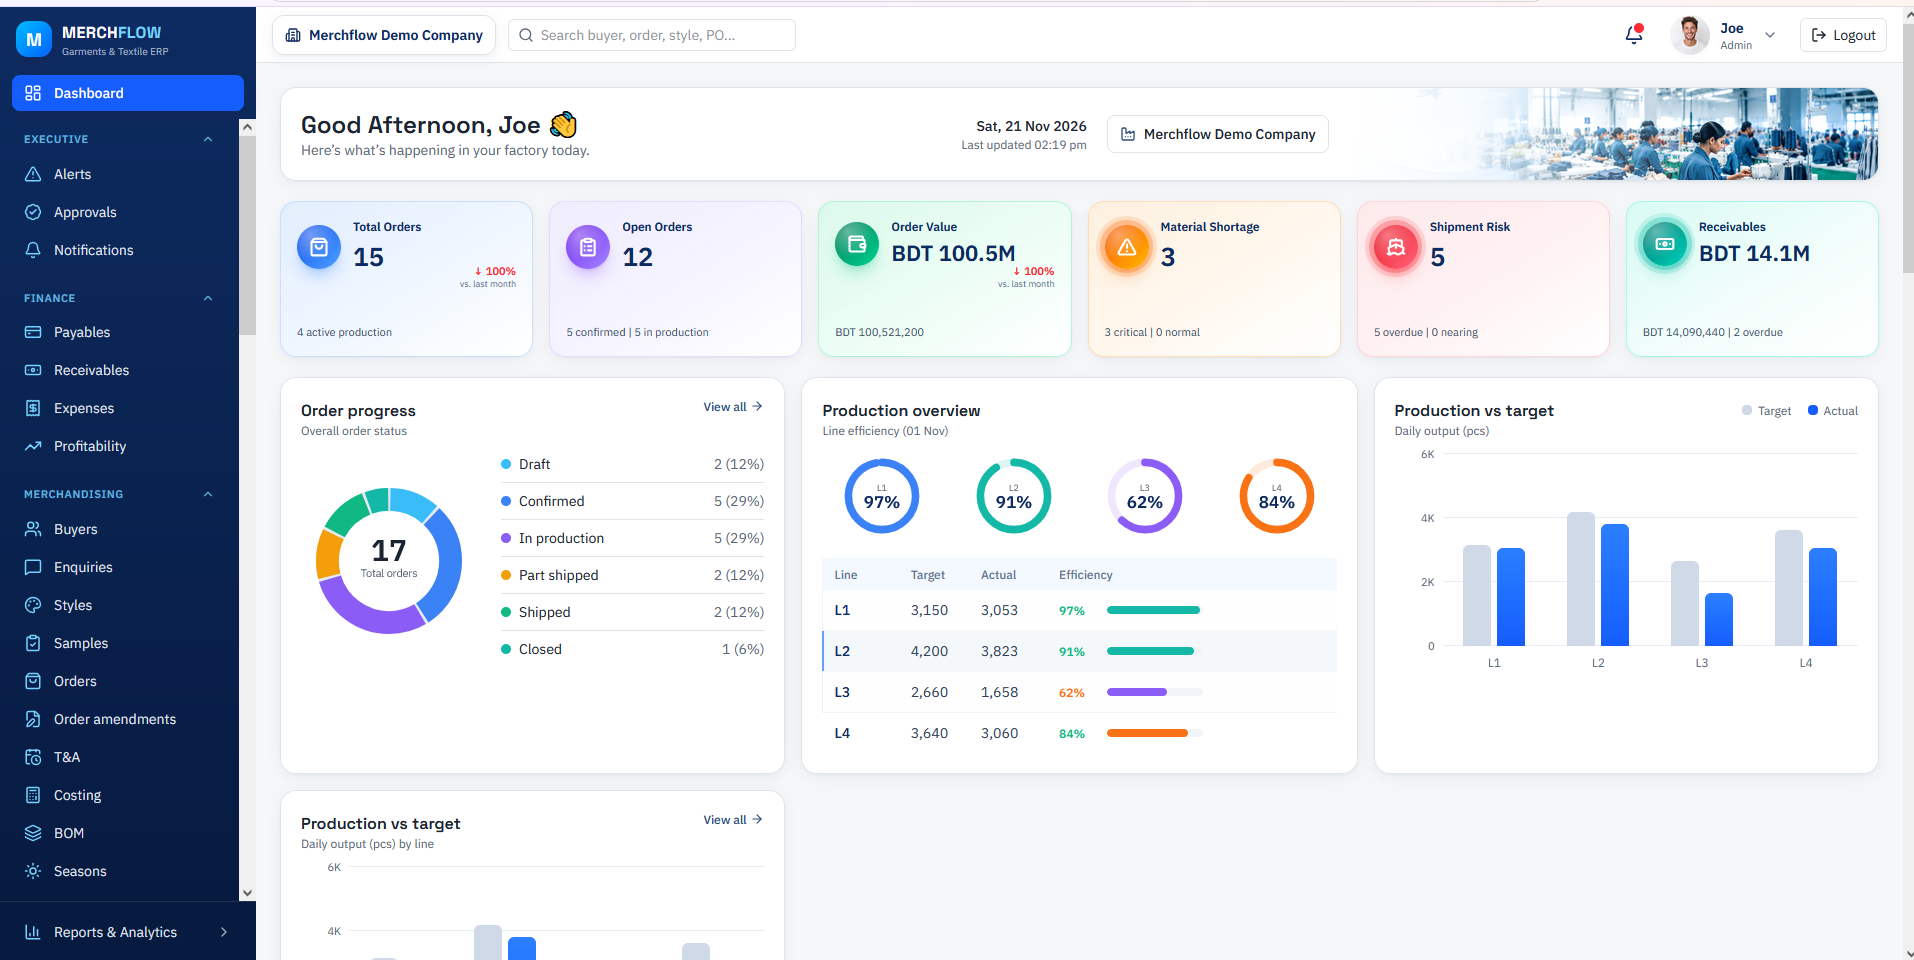 M
MERCHFLOW
Garments & Textile ERP
Dashboard
EXECUTIVE
Alerts
Approvals
Notifications
FINANCE
Payables
Receivables
Expenses
Profitability
MERCHANDISING
Buyers
Enquiries
Styles
Samples
Orders
Order amendments
T&A
Costing
BOM
Seasons
Reports & Analytics
Merchflow Demo Company
Search buyer, order, style, PO...
Joe
Admin
Logout
Good Afternoon, Joe 👋
Here's what's happening in your factory today.
Sat, 21 Nov 2026
Last updated 02:19 pm
Merchflow Demo Company
Total Orders
15
↓ 100%
vs. last month
4 active production
Open Orders
12
5 confirmed | 5 in production
Order Value
BDT 100.5M
↓ 100%
vs. last month
BDT 100,521,200
Material Shortage
3
3 critical | 0 normal
Shipment Risk
5
5 overdue | 0 nearing
Receivables
BDT 14.1M
BDT 14,090,440 | 2 overdue
Order progress
View all →
Overall order status
17
Total orders
Draft 2 (12%)
Confirmed 5 (29%)
In production 5 (29%)
Part shipped 2 (12%)
Shipped 2 (12%)
Closed 1 (6%)
Production overview
Line efficiency (01 Nov)
L1
97%
L2
91%
L3
62%
L4
84%
Line Target Actual Efficiency
L1 3,150 3,053 97%
L2 4,200 3,823 91%
L3 2,660 1,658 62%
L4 3,640 3,060 84%
Production vs target
Target Actual
Daily output (pcs)
6K
4K
2K
0
L1 L2 L3 L4
Production vs target
View all →
Daily output (pcs) by line
6K
4K